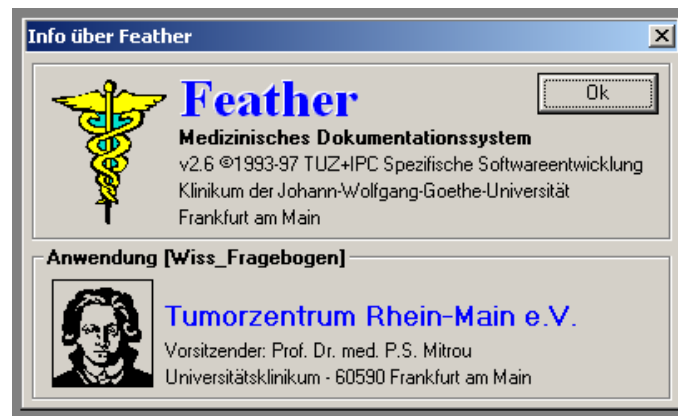 Info über Feather
Feather
Ok
Medizinisches Dokumentationssystem
v2.6 ©1993-97 TUZ+IPC Spezifische Softwareentwicklung
Klinikum der Johann-Wolfgang-Goethe-Universität
Frankfurt am Main
Anwendung [Wiss_Fragebogen]
Tumorzentrum Rhein-Main e.V.
Vorsitzender: Prof. Dr. med. P.S. Mitrou
Universitätsklinikum - 60590 Frankfurt am Main